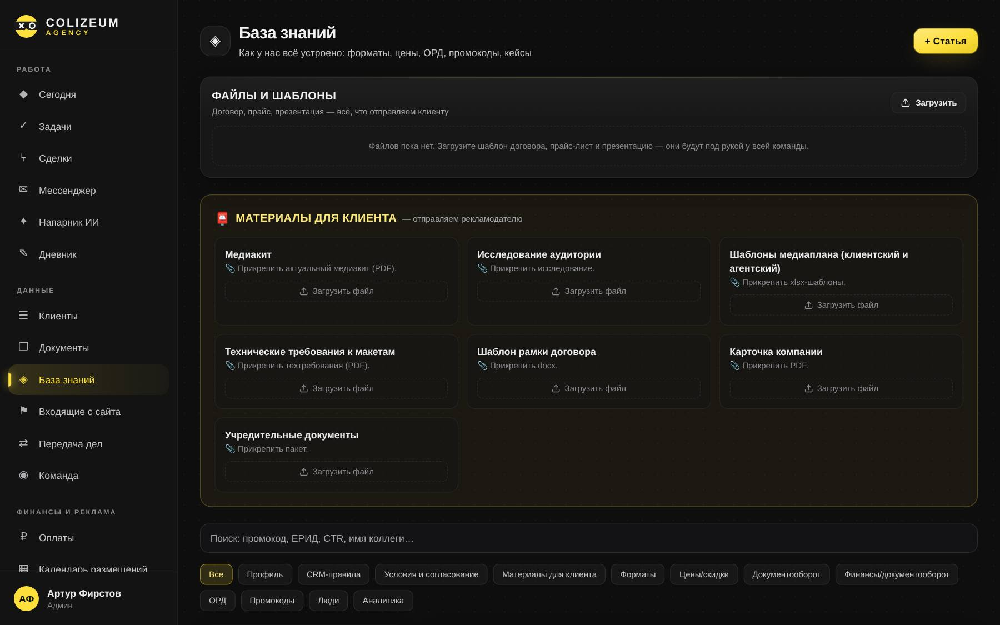 COLIZEUM
AGENCY
РАБОТА
Сегодня
Задачи
Сделки
Мессенджер
Напарник ИИ
Дневник
ДАННЫЕ
Клиенты
Документы
База знаний
Входящие с сайта
Передача дел
Команда
ФИНАНСЫ И РЕКЛАМА
Оплаты
Календарь размещений
АФ
Артур Фирстов
Админ
База знаний
Как у нас всё устроено: форматы, цены, ОРД, промокоды, кейсы
+ Статья
ФАЙЛЫ И ШАБЛОНЫ
Договор, прайс, презентация — всё, что отправляем клиенту
Загрузить
Файлов пока нет. Загрузите шаблон договора, прайс-лист и презентацию — они будут под рукой у всей команды.
МАТЕРИАЛЫ ДЛЯ КЛИЕНТА — отправляем рекламодателю
Медиакит
Прикрепить актуальный медиакит (PDF).
Загрузить файл
Исследование аудитории
Прикрепить исследование.
Загрузить файл
Шаблоны медиаплана (клиентский и
агентский)
Прикрепить xlsx-шаблоны.
Загрузить файл
Технические требования к макетам
Прикрепить техтребования (PDF).
Загрузить файл
Шаблон рамки договора
Прикрепить docx.
Загрузить файл
Карточка компании
Прикрепить PDF.
Загрузить файл
Учредительные документы
Прикрепить пакет.
Загрузить файл
Поиск: промокод, ЕРИД, CTR, имя коллеги…
Все Профиль CRM-правила Условия и согласование Материалы для клиента Форматы Цены/скидки Документооборот Финансы/документооборот
ОРД Промокоды Люди Аналитика